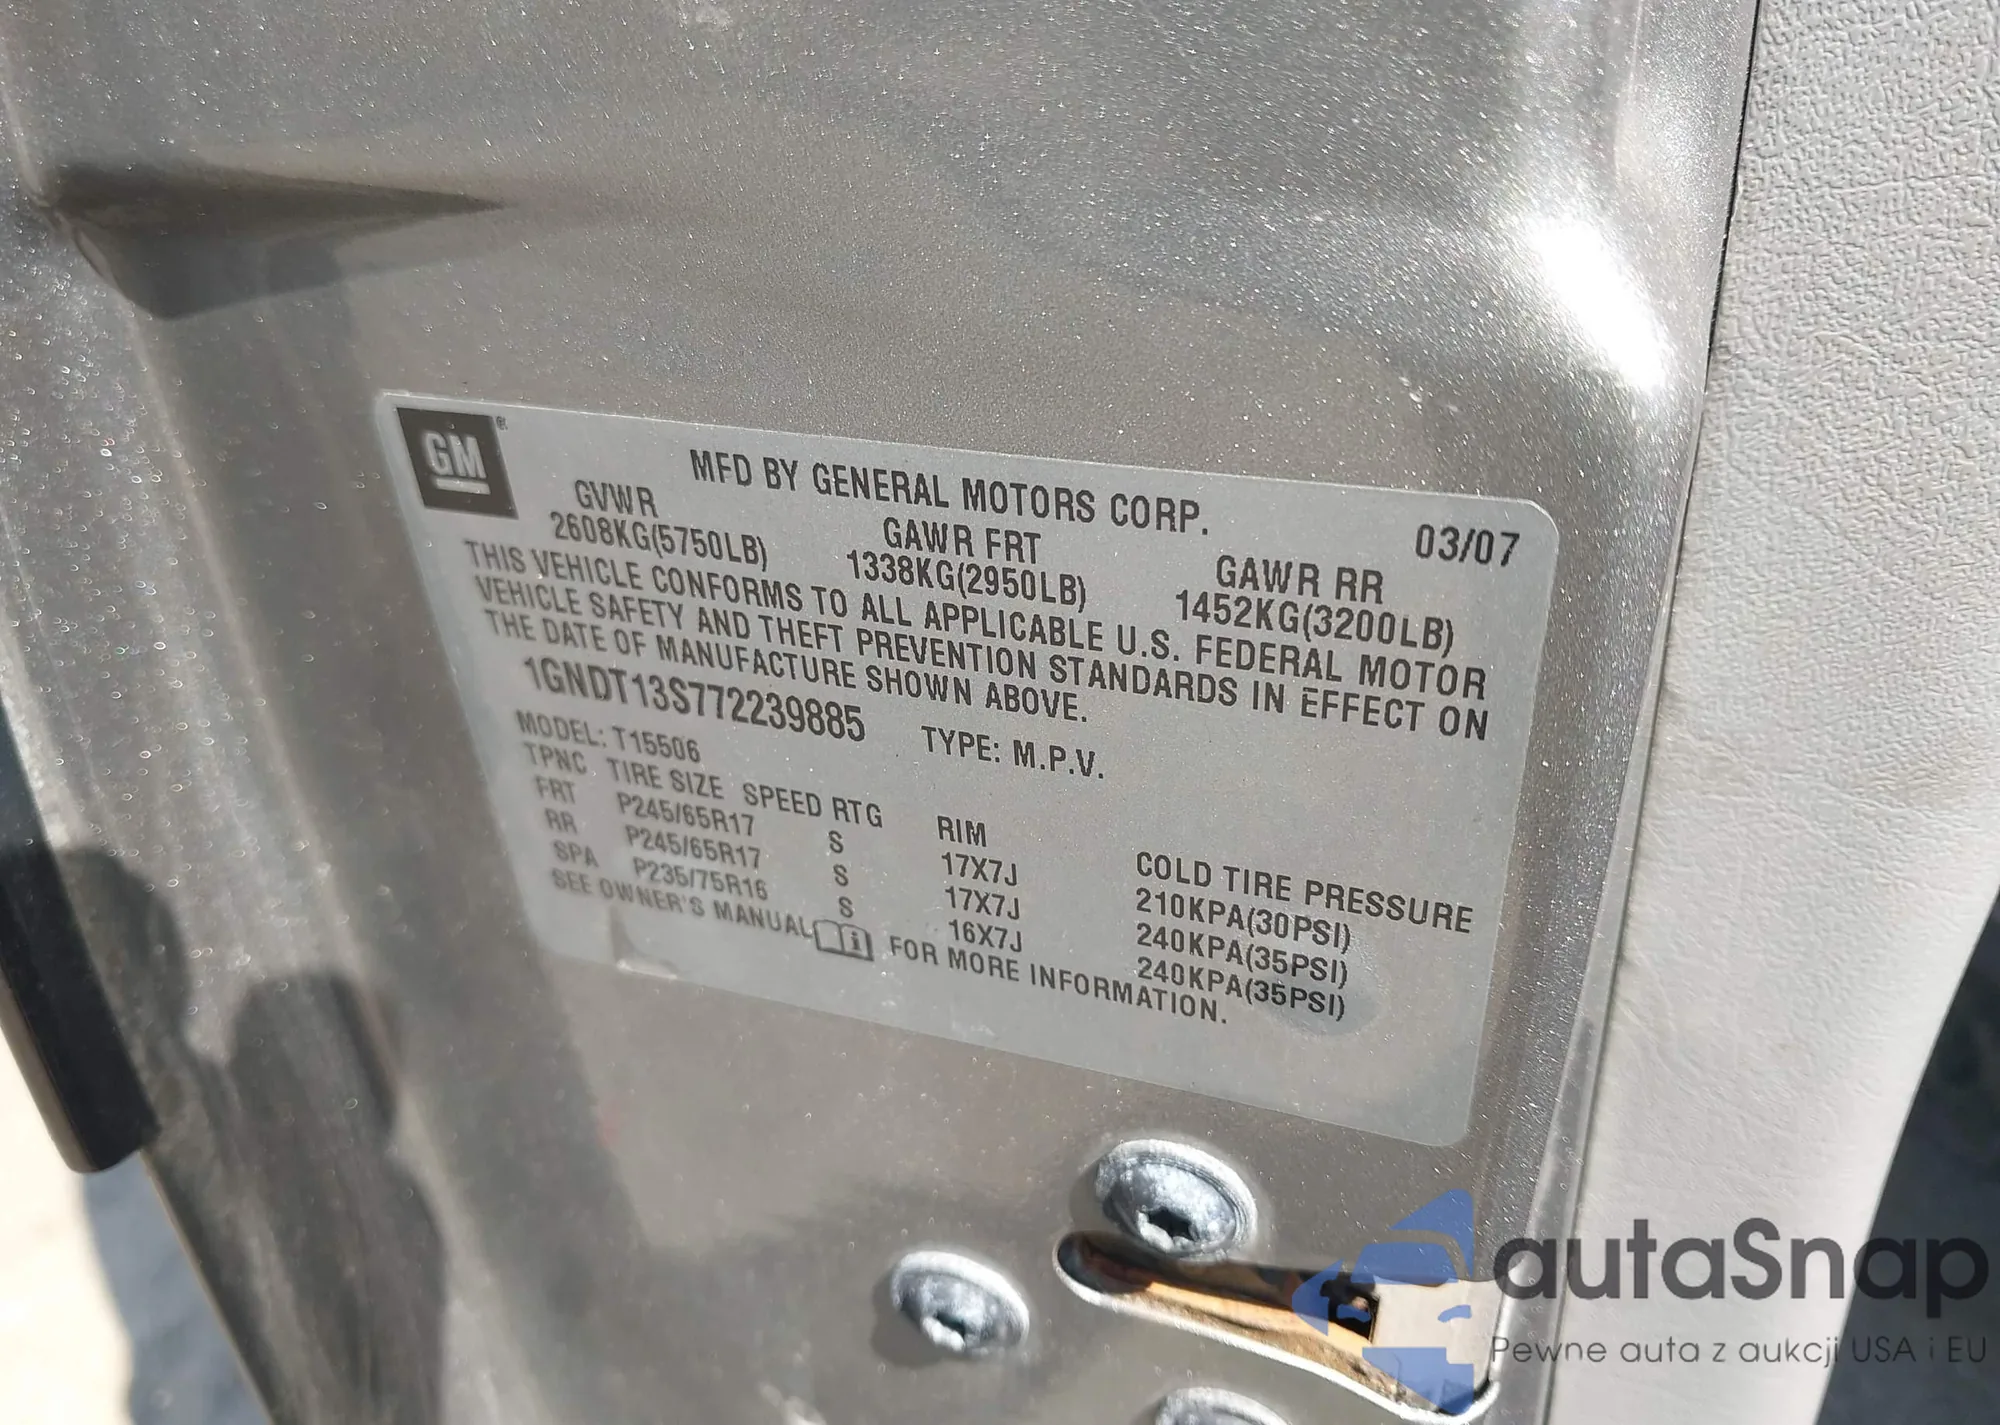 GM
MFD BY GENERAL MOTORS CORP. 03/07
GVWR GAWR FRT GAWR RR
2608KG(5750LB) 1338KG(2950LB) 1452KG(3200LB)
THIS VEHICLE CONFORMS TO ALL APPLICABLE U.S. FEDERAL MOTOR
VEHICLE SAFETY AND THEFT PREVENTION STANDARDS IN EFFECT ON
THE DATE OF MANUFACTURE SHOWN ABOVE.
1GNDT13S772239885 TYPE: M.P.V.
MODEL: T15506
TPNC TIRE SIZE SPEED RTG RIM COLD TIRE PRESSURE
FRT P245/65R17 S 17X7J 210KPA(30PSI)
RR P245/65R17 S 17X7J 240KPA(35PSI)
SPA P235/75R16 S 16X7J 240KPA(35PSI)
SEE OWNER'S MANUAL FOR MORE INFORMATION.
autaSnap
Pewne auta z aukcji USA i EU